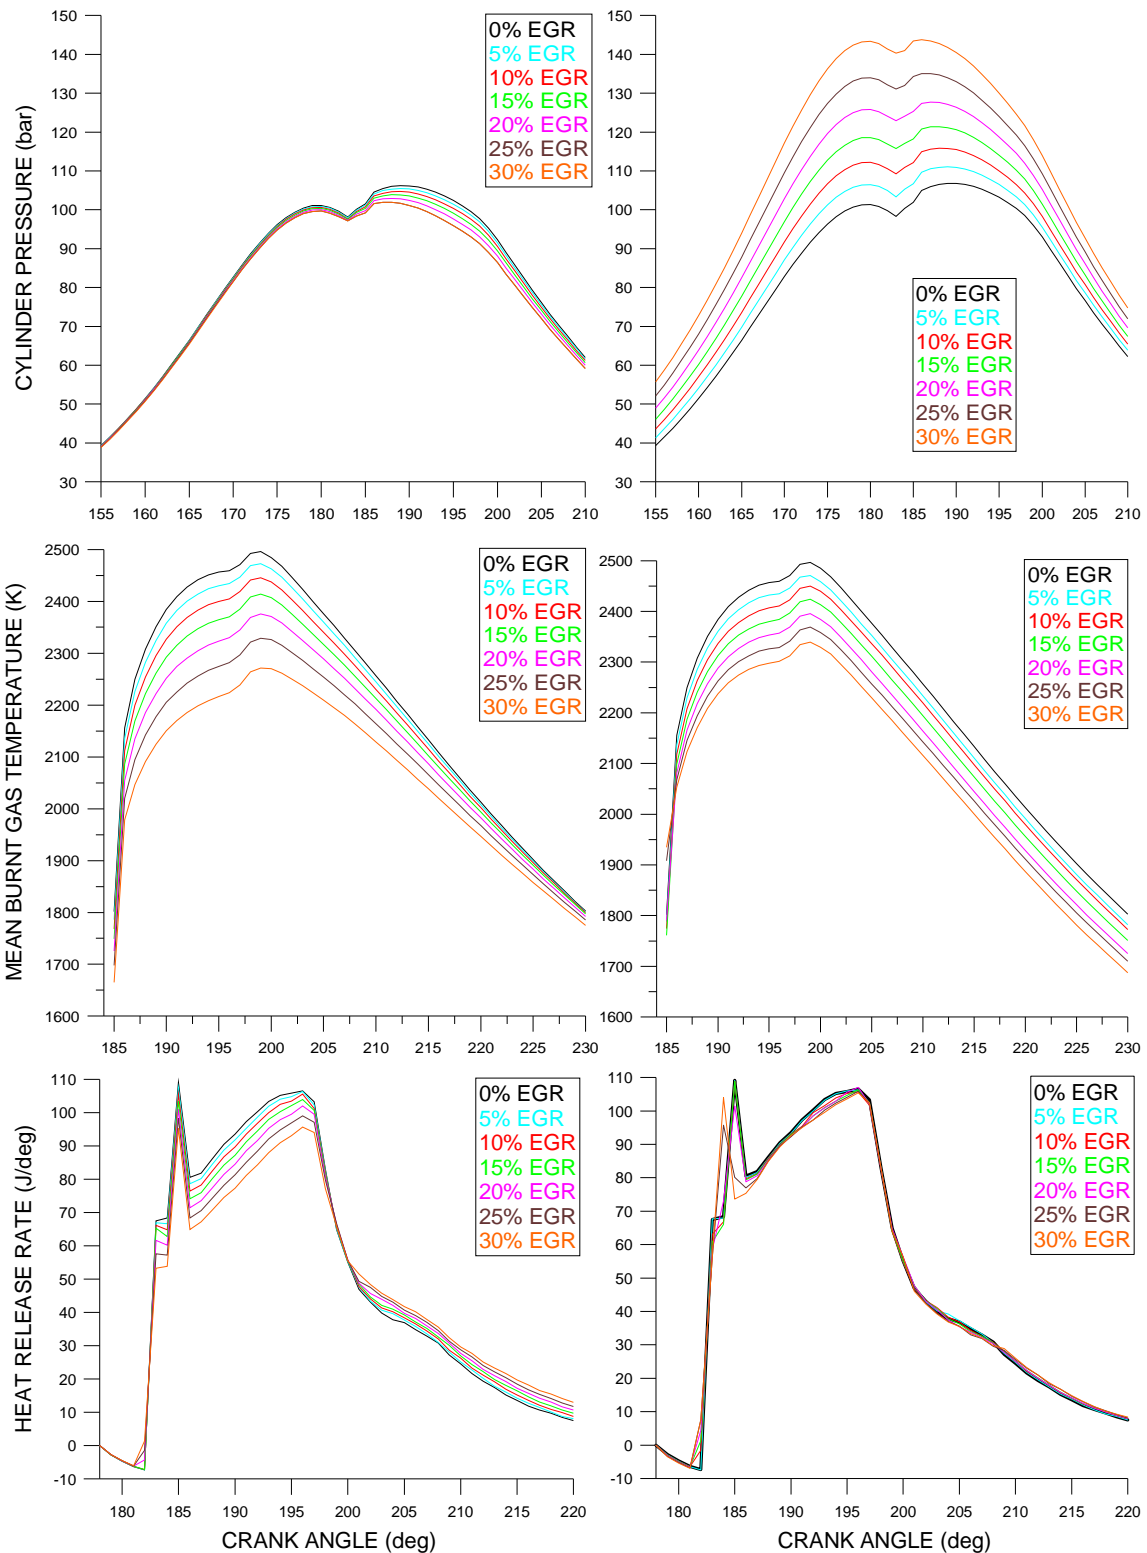 CYLINDER PRESSURE (bar)
150
140
130
120
110
100
90
80
70
60
50
40
30
0% EGR
5% EGR
10% EGR
15% EGR
20% EGR
25% EGR
30% EGR
155 160 165 170 175 180 185 190 195 200 205 210
150
140
130
120
110
100
90
80
70
60
50
40
30
0% EGR
5% EGR
10% EGR
15% EGR
20% EGR
25% EGR
30% EGR
155 160 165 170 175 180 185 190 195 200 205 210
MEAN BURNT GAS TEMPERATURE (K)
2500
2400
2300
2200
2100
2000
1900
1800
1700
1600
0% EGR
5% EGR
10% EGR
15% EGR
20% EGR
25% EGR
30% EGR
185 190 195 200 205 210 215 220 225 230
2500
2400
2300
2200
2100
2000
1900
1800
1700
1600
0% EGR
5% EGR
10% EGR
15% EGR
20% EGR
25% EGR
30% EGR
185 190 195 200 205 210 215 220 225 230
HEAT RELEASE RATE (J/deg)
110
100
90
80
70
60
50
40
30
20
10
0
-10
0% EGR
5% EGR
10% EGR
15% EGR
20% EGR
25% EGR
30% EGR
180 185 190 195 200 205 210 215 220
CRANK ANGLE (deg)
110
100
90
80
70
60
50
40
30
20
10
0
-10
0% EGR
5% EGR
10% EGR
15% EGR
20% EGR
25% EGR
30% EGR
180 185 190 195 200 205 210 215 220
CRANK ANGLE (deg)